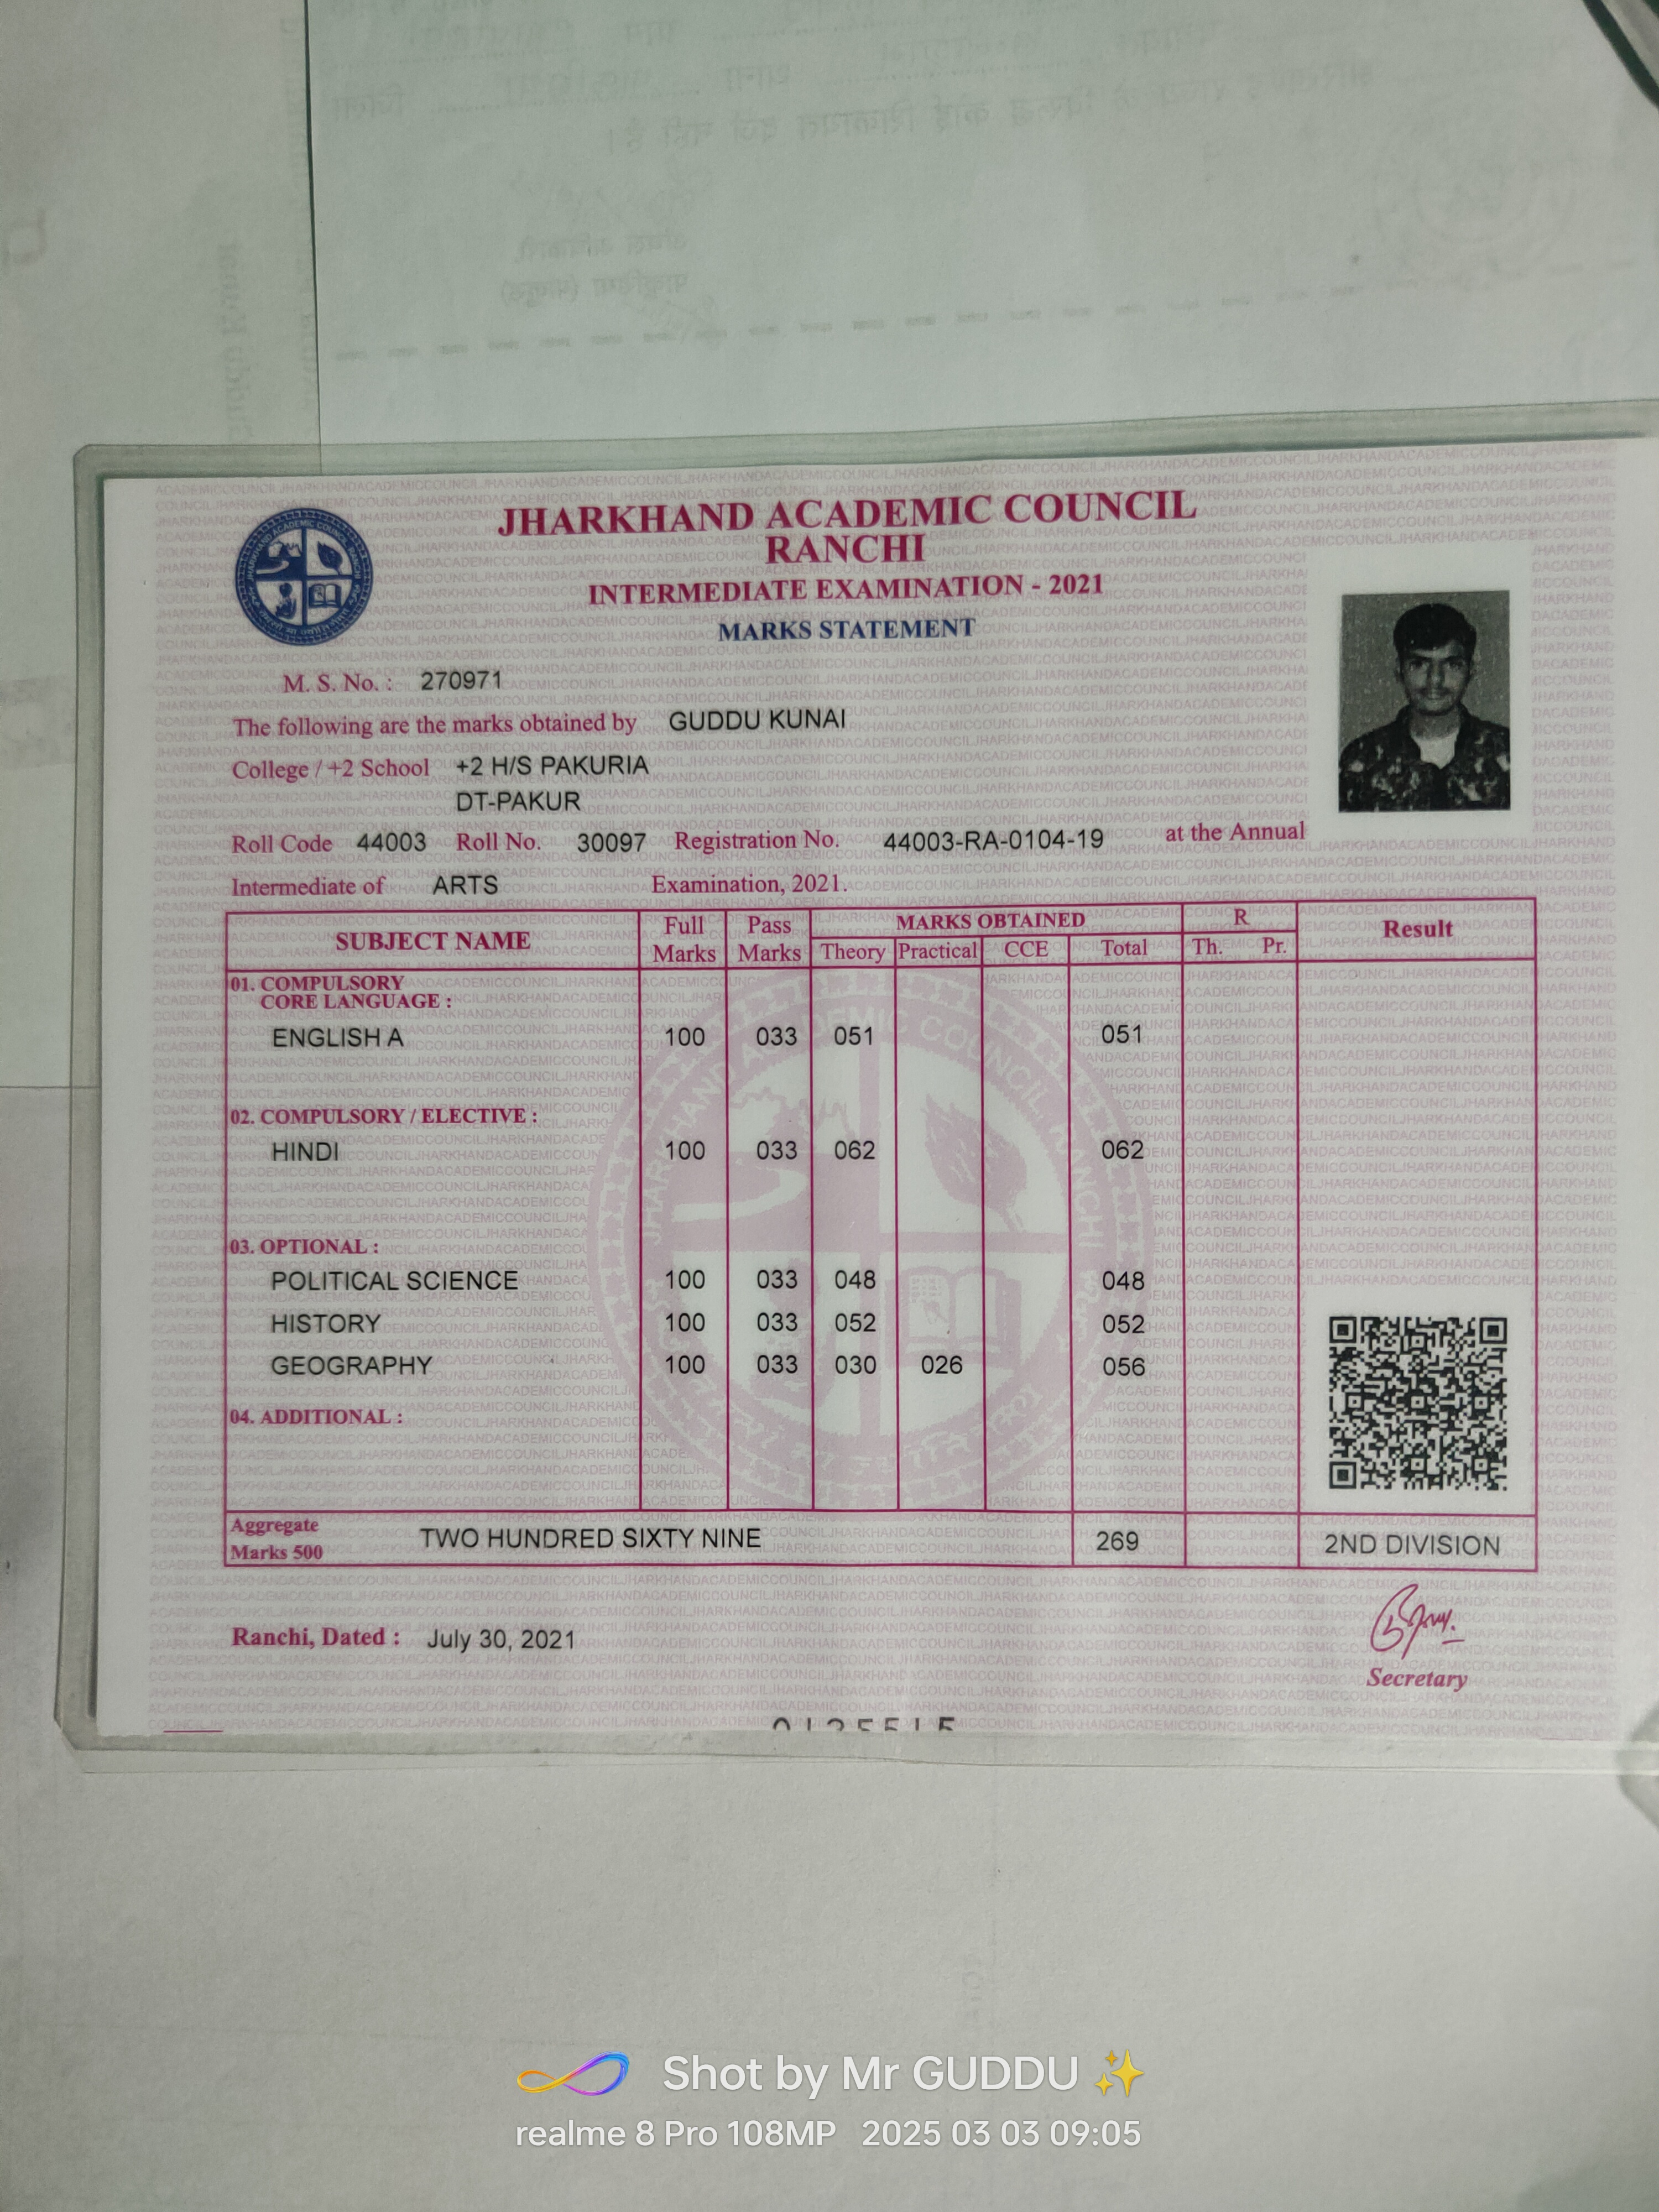 JHARKHAND ACADEMIC COUNCIL
RANCHI
INTERMEDIATE EXAMINATION - 2021
MARKS STATEMENT
M. S. No. : 270971
The following are the marks obtained by GUDDU KUNAI
College / +2 School +2 H/S PAKURIA
DT-PAKUR
Roll Code 44003 Roll No. 30097 Registration No. 44003-RA-0104-19 at the Annual
Intermediate of ARTS Examination, 2021.
SUBJECT NAME Full Marks Pass Marks MARKS OBTAINED R Result
Theory Practical CCE Total Th. Pr.
01. COMPULSORY
CORE LANGUAGE :
ENGLISH A 100 033 051 051
02. COMPULSORY / ELECTIVE :
HINDI 100 033 062 062
03. OPTIONAL :
POLITICAL SCIENCE 100 033 048 048
HISTORY 100 033 052 052
GEOGRAPHY 100 033 030 026 056
04. ADDITIONAL :
Aggregate
Marks 500 TWO HUNDRED SIXTY NINE 269 2ND DIVISION
Ranchi, Dated : July 30, 2021
Secretary
Shot by Mr GUDDU ✨
realme 8 Pro 108MP 2025 03 03 09:05